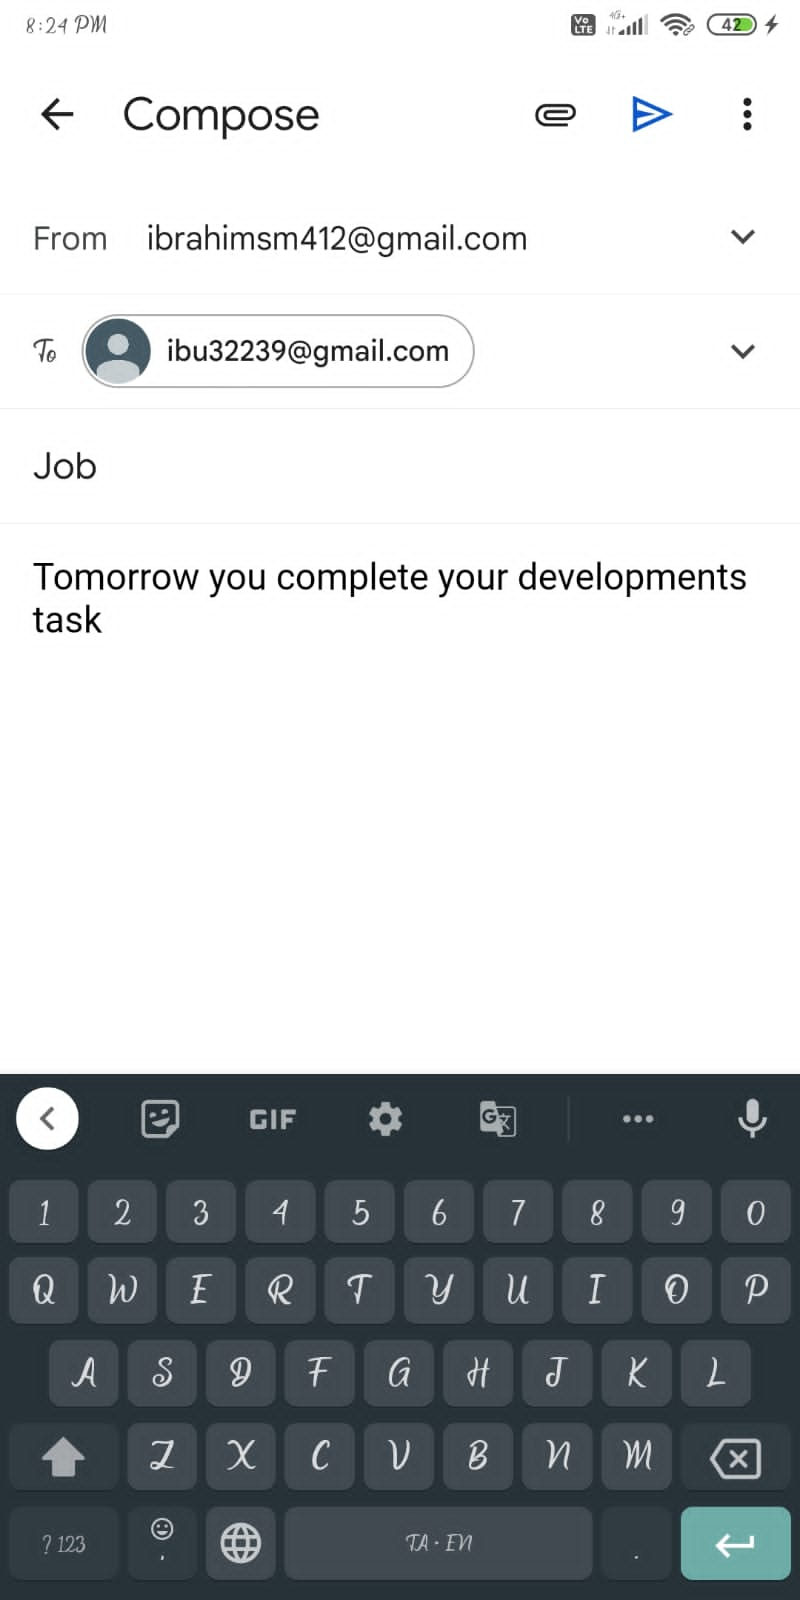 8:24 PM Vo LTE 4G+ 42
Compose
From ibrahimsm412@gmail.com
To ibu32239@gmail.com
Job
Tomorrow you complete your developments
task
GIF G
1 2 3 4 5 6 7 8 9 0
Q W E R T Y U I O P
A S D F G H J K L
Z X C V B N M
?123 , TA • EN .